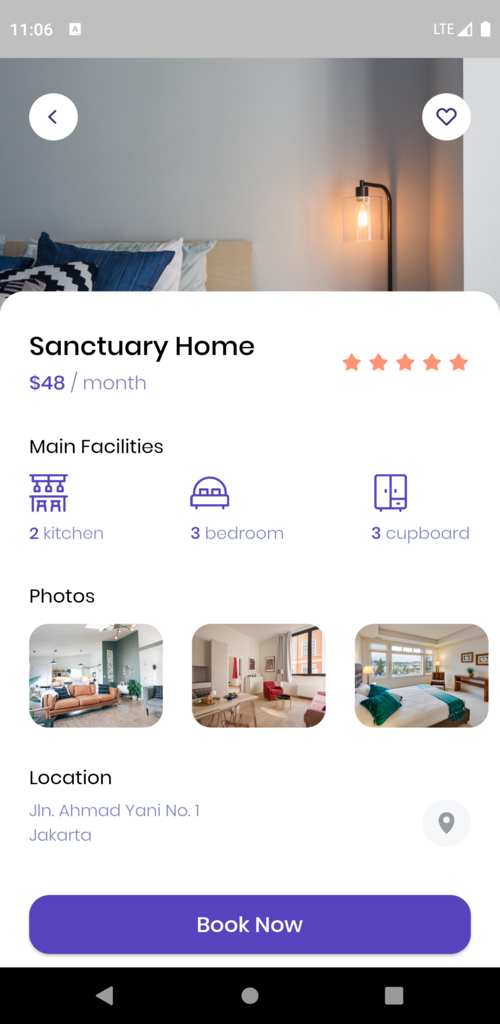 11:06
LTE
Sanctuary Home
$48 / month
Main Facilities
2 kitchen
3 bedroom
3 cupboard
Photos
Location
Jln. Ahmad Yani No. 1
Jakarta
Book Now